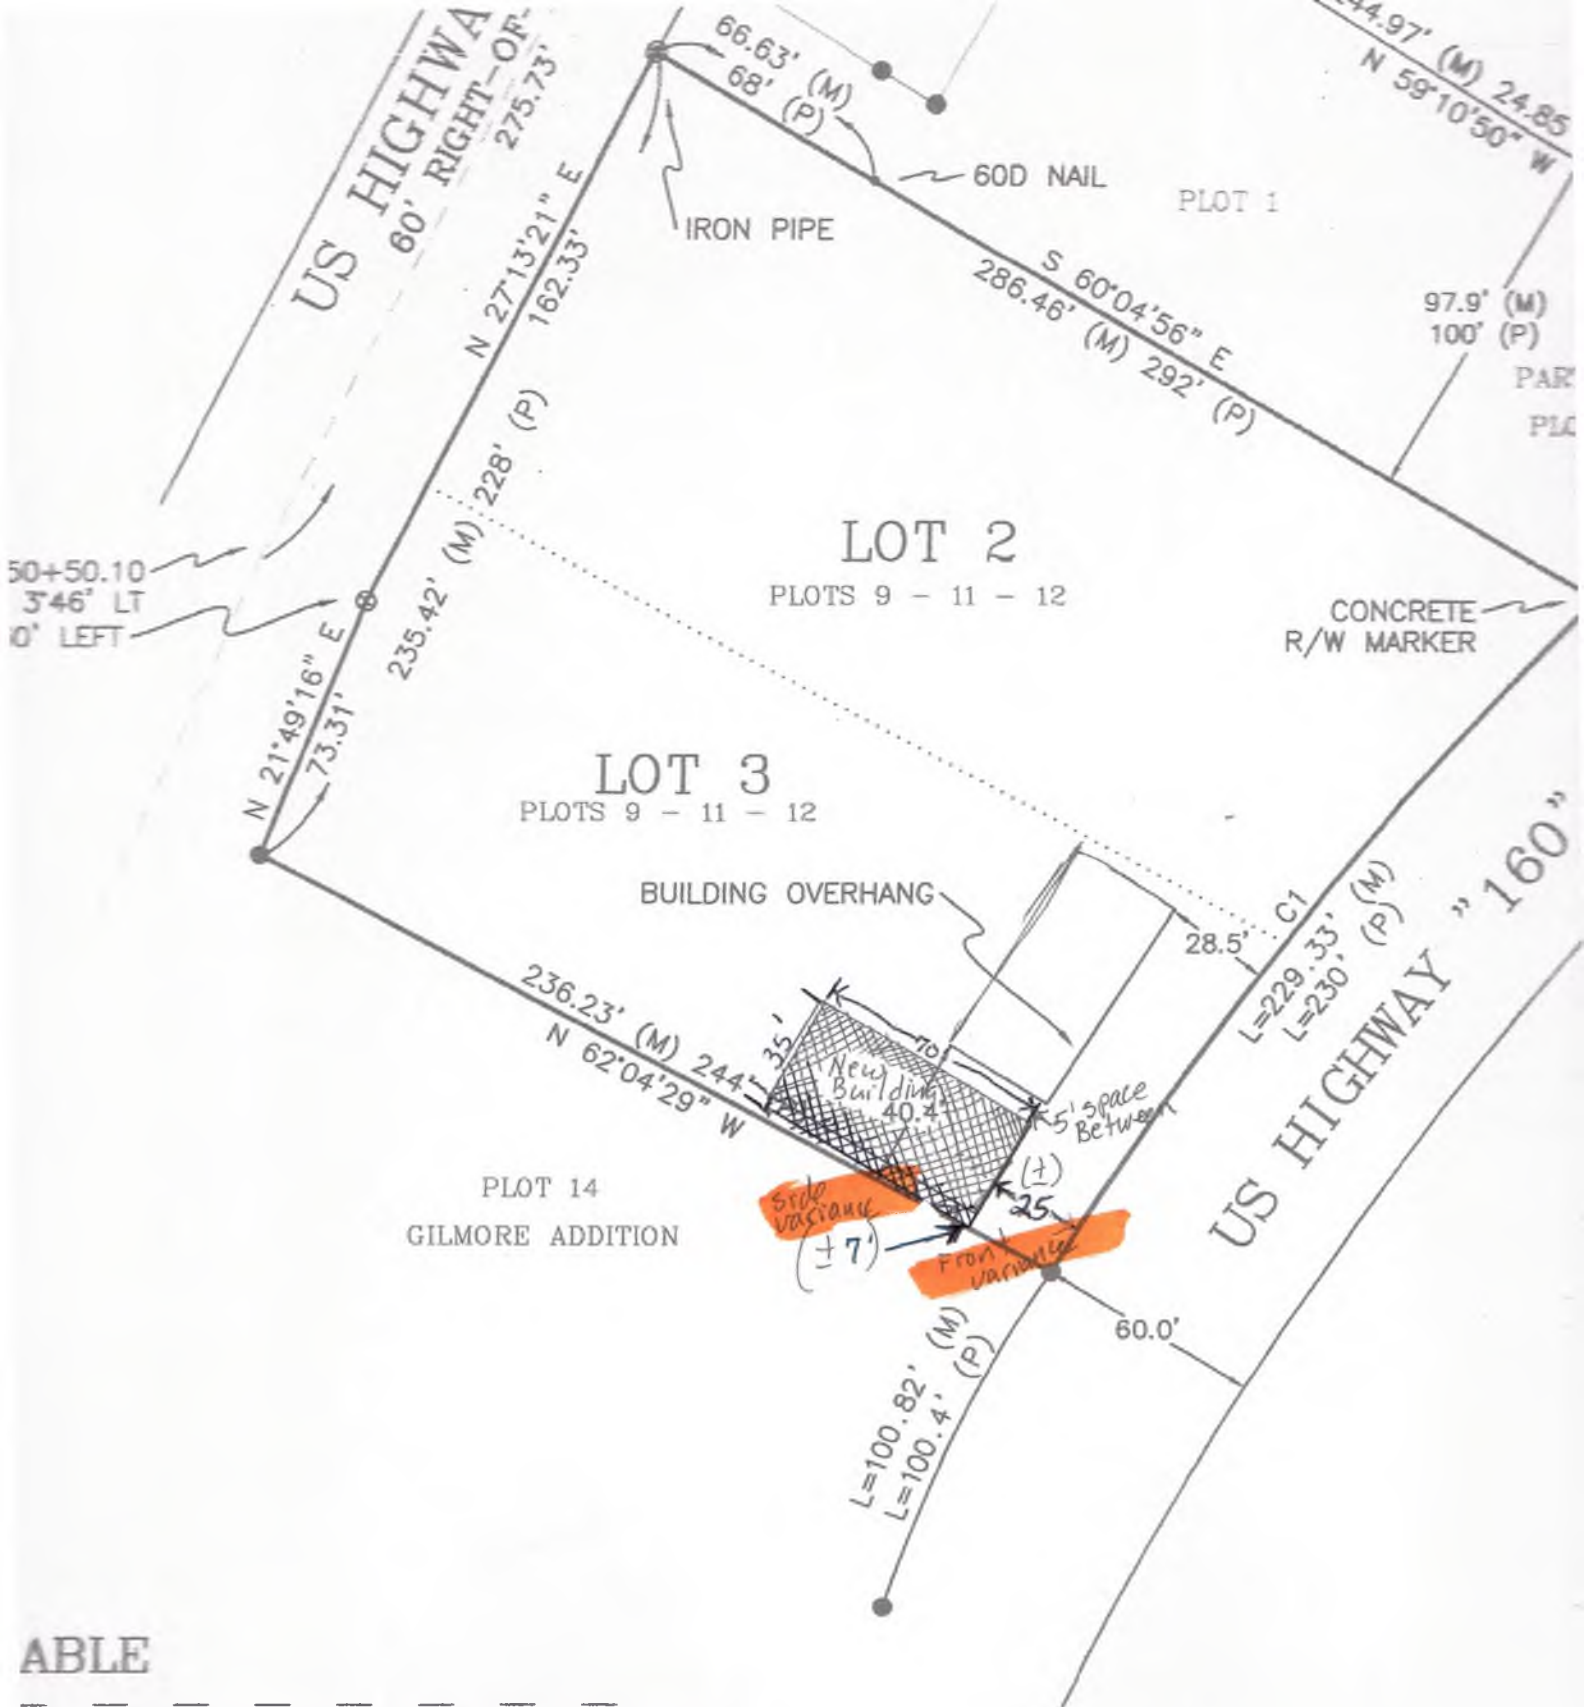 US HIGHWA
60' RIGHT-OF-
275.73'
66.63' (M)
68' (P)
44.97' (M) 24.85
N 59°10'50" W
60D NAIL
PLOT 1
IRON PIPE
N 27°13'21" E
162.33'
S 60°04'56" E
286.46' (M) 292' (P)
97.9' (M)
100' (P)
PAR
PLO
235.42' (M) 228' (P)
LOT 2
PLOTS 9 - 11 - 12
50+50.10
3°46' LT
0' LEFT
CONCRETE
R/W MARKER
N 21°49'16" E
73.31'
LOT 3
PLOTS 9 - 11 - 12
BUILDING OVERHANG
28.5'
C1
L=229.33' (M)
L=230' (P)
US HIGHWAY "160"
236.23' (M) 244'
N 62°04'29" W
35'
70
New
Building
40.4'
5' space
Between
(±)
25
PLOT 14
GILMORE ADDITION
side
variance
(± 7')
Front
variance
60.0'
L=100.82' (M)
L=100.4' (P)
ABLE